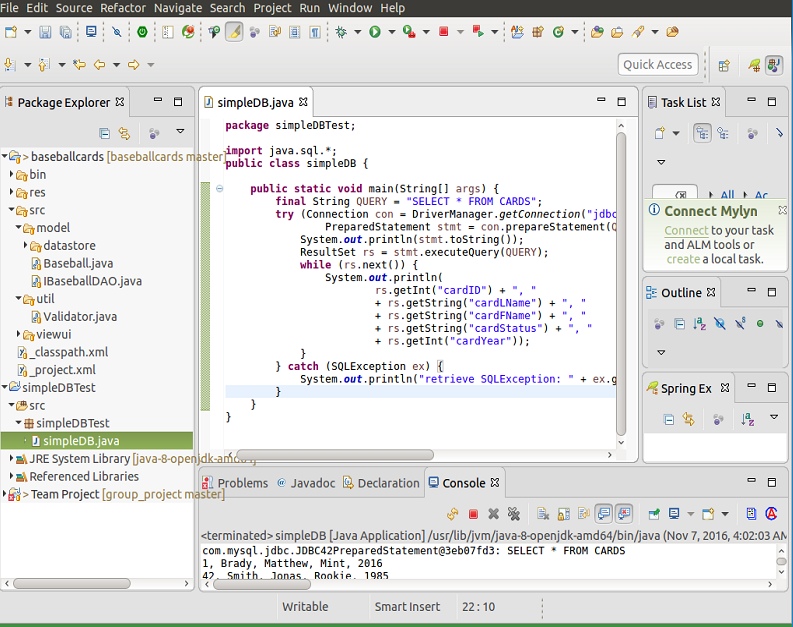 File Edit Source Refactor Navigate Search Project Run Window Help
Quick Access
Package Explorer
baseballcards [baseballcards master]
bin
res
src
model
datastore
Baseball.java
IBaseballDAO.java
util
Validator.java
viewui
_classpath.xml
_project.xml
simpleDBTest
src
simpleDBTest
simpleDB.java
JRE System Library [java-8-openjdk-amd64]
Referenced Libraries
> Team Project [group_project master]
simpleDB.java
package simpleDBTest;
import java.sql.*;
public class simpleDB {
public static void main(String[] args) {
final String QUERY = "SELECT * FROM CARDS";
try (Connection con = DriverManager.getConnection("jdbc
PreparedStatement stmt = con.prepareStatement(Q
System.out.println(stmt.toString());
ResultSet rs = stmt.executeQuery(QUERY);
while (rs.next()) {
System.out.println(
rs.getInt("cardID") + ", "
+ rs.getString("cardLName") + ", "
+ rs.getString("cardFName") + ", "
+ rs.getString("cardStatus") + ", "
+ rs.getInt("cardYear"));
}
} catch (SQLException ex) {
System.out.println("retrieve SQLException: " + ex.g
}
}
}
Task List
All Ac
Connect Mylyn
Connect to your task
and ALM tools or
create a local task.
Outline
Spring Ex
Problems @ Javadoc Declaration Console
<terminated> simpleDB [Java Application] /usr/lib/jvm/java-8-openjdk-amd64/bin/java (Nov 7, 2016, 4:02:03 AM
com.mysql.jdbc.JDBC42PreparedStatement@3eb07fd3: SELECT * FROM CARDS
1, Brady, Matthew, Mint, 2016
42, Smith, Jonas, Rookie, 1985
Writable Smart Insert 22 : 10